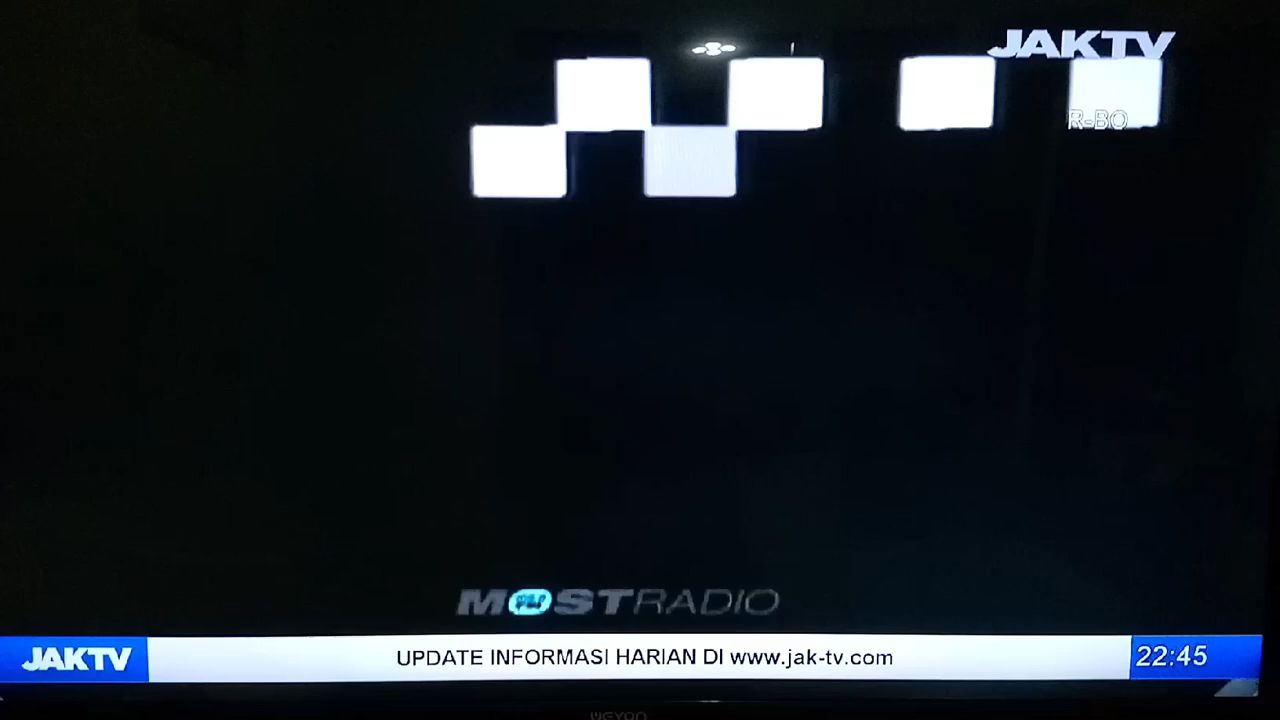 JAKTV
R-BO
MOSTRADIO
JAKTV UPDATE INFORMASI HARIAN DI www.jak-tv.com 22:45